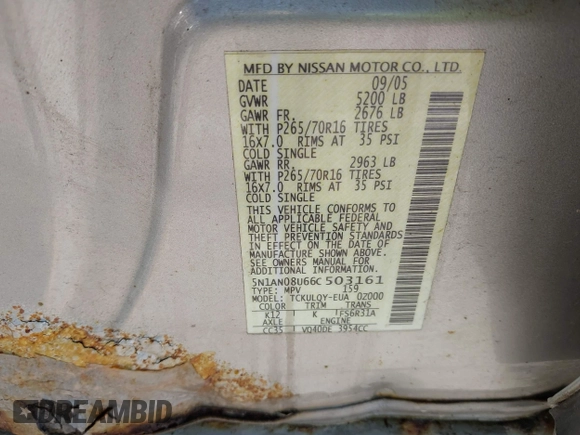 MFD BY NISSAN MOTOR CO., LTD.
DATE 09/05
GVWR 5200 LB
GAWR FR. 2676 LB
WITH P265/70R16 TIRES
16X7.0 RIMS AT 35 PSI
COLD SINGLE
GAWR RR. 2963 LB
WITH P265/70R16 TIRES
16X7.0 RIMS AT 35 PSI
COLD SINGLE
THIS VEHICLE CONFORMS TO
ALL APPLICABLE FEDERAL
MOTOR VEHICLE SAFETY AND
THEFT PREVENTION STANDARDS
IN EFFECT ON THE DATE OF
MANUFACTURE SHOWN ABOVE.
SEE OWNERS MANUAL FOR
ADDITIONAL INFORMATION.
5N1AN08U66C503161
TYPE: MPV 159
MODEL: TCKULQY-EUA 02000
COLOR TRIM TRANS
K12 K TFS6R31A
AXLE ENGINE
CC35 VQ40DE 3954CC
DREAMBID